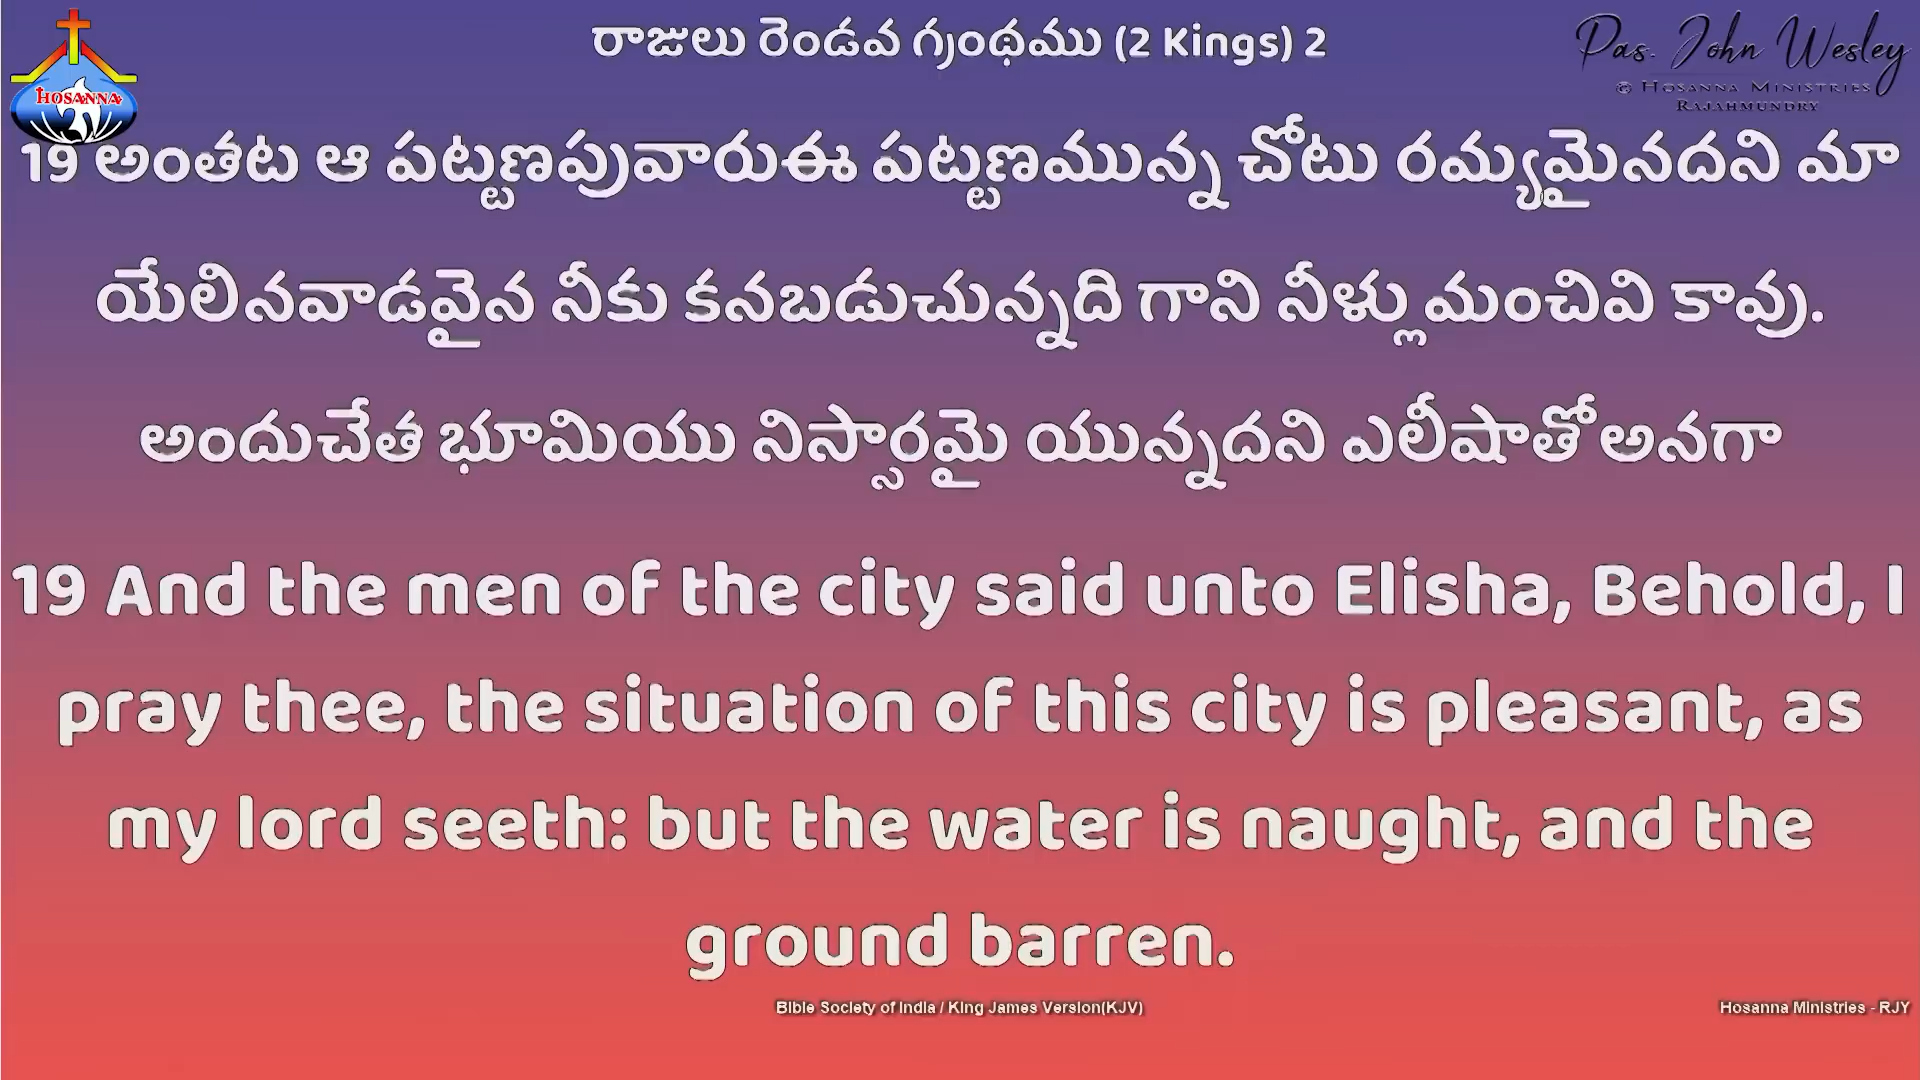 రాజులు రెండవ గ్రంథము (2 Kings) 2
Pas. John Wesley
© HOSANNA MINISTRIES
RAJAHMUNDRY
HOSANNA
19 అంతట ఆ పట్టణపువారుఈ పట్టణమున్న చోటు రమ్యమైనదని మా
యేలినవాడవైన నీకు కనబడుచున్నది గాని నీళ్లుమంచివి కావు.
అందుచేత భూమియు నిస్సారమై యున్నదని ఎలీషాతోఅనగా
19 And the men of the city said unto Elisha, Behold, I
pray thee, the situation of this city is pleasant, as
my lord seeth: but the water is naught, and the
ground barren.
Bible Society of India / King James Version(KJV)
Hosanna Ministries - RJY